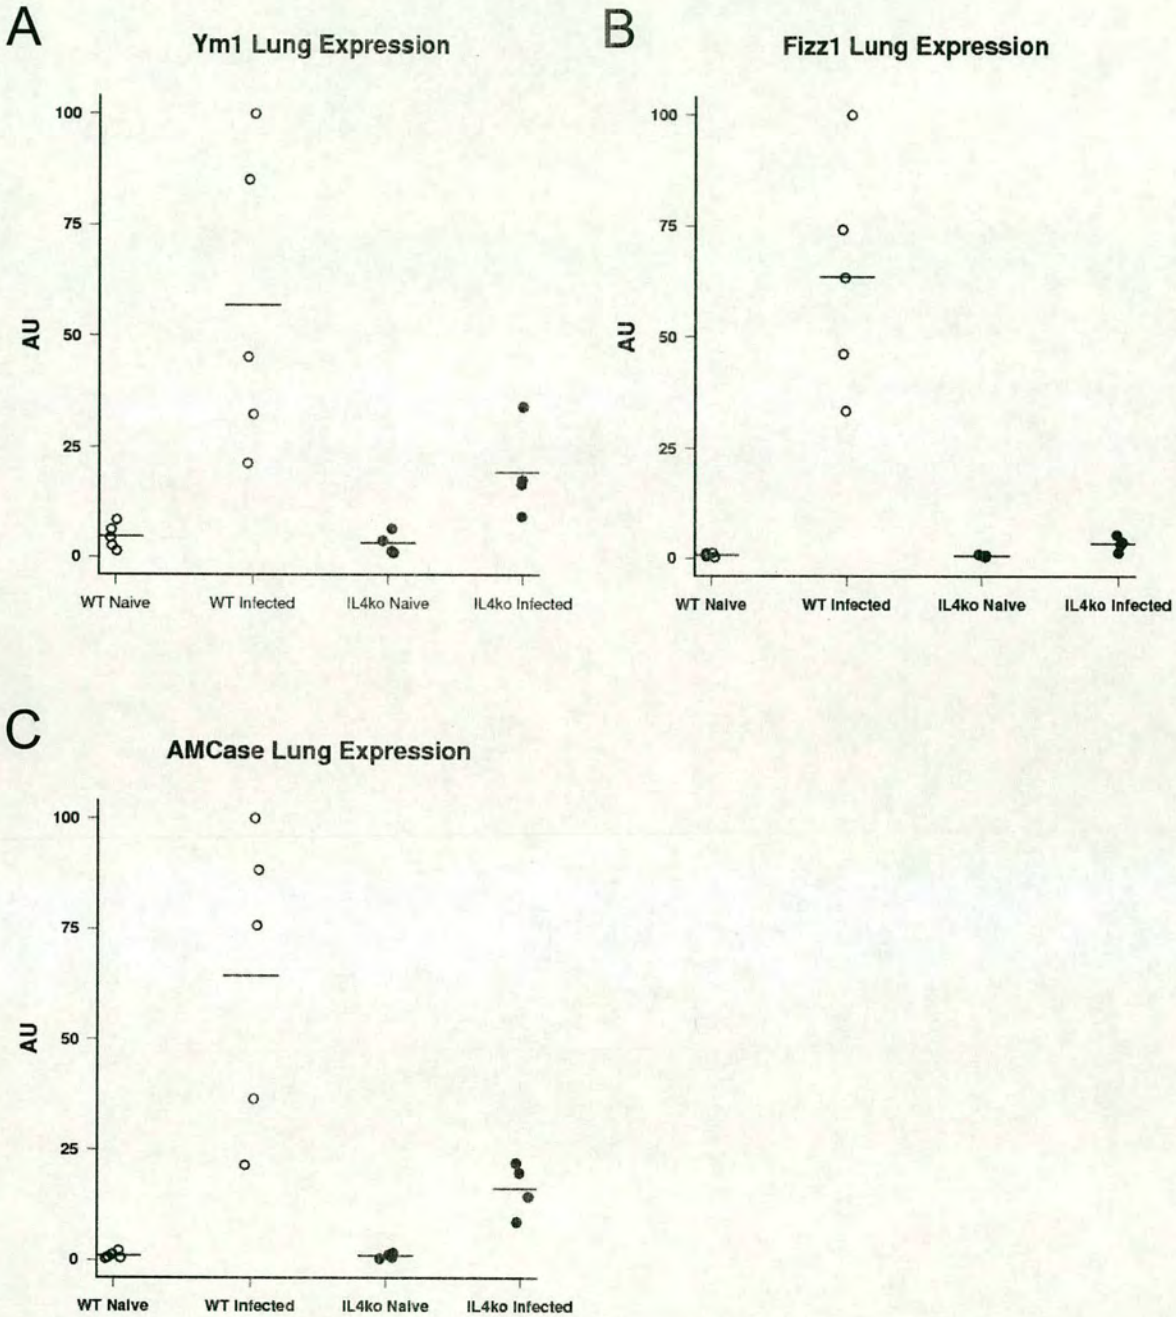 A
Ym1 Lung Expression
100
75
50
25
0
AU
WT Naive
WT Infected
IL4ko Naive
IL4ko Infected
B
Fizz1 Lung Expression
100
75
50
25
0
AU
WT Naive
WT Infected
IL4ko Naive
IL4ko Infected
C
AMCase Lung Expression
100
75
50
25
0
AU
WT Naive
WT Infected
IL4ko Naive
IL4ko Infected